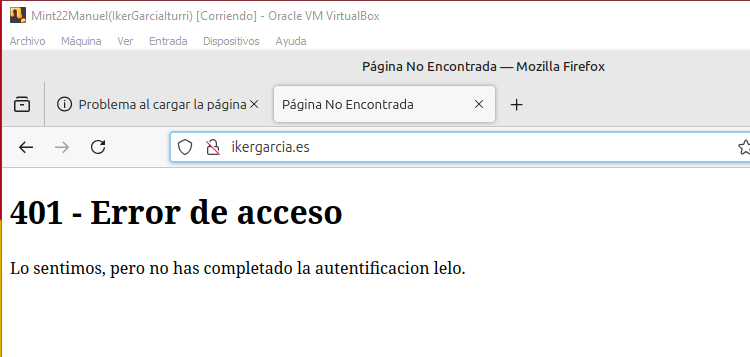 Mint22Manuel(IkerGarciaIturri) [Corriendo] - Oracle VM VirtualBox
Archivo Máquina Ver Entrada Dispositivos Ayuda
Página No Encontrada — Mozilla Firefox
Problema al cargar la página
Página No Encontrada
ikergarcia.es
401 - Error de acceso
Lo sentimos, pero no has completado la autentificacion lelo.